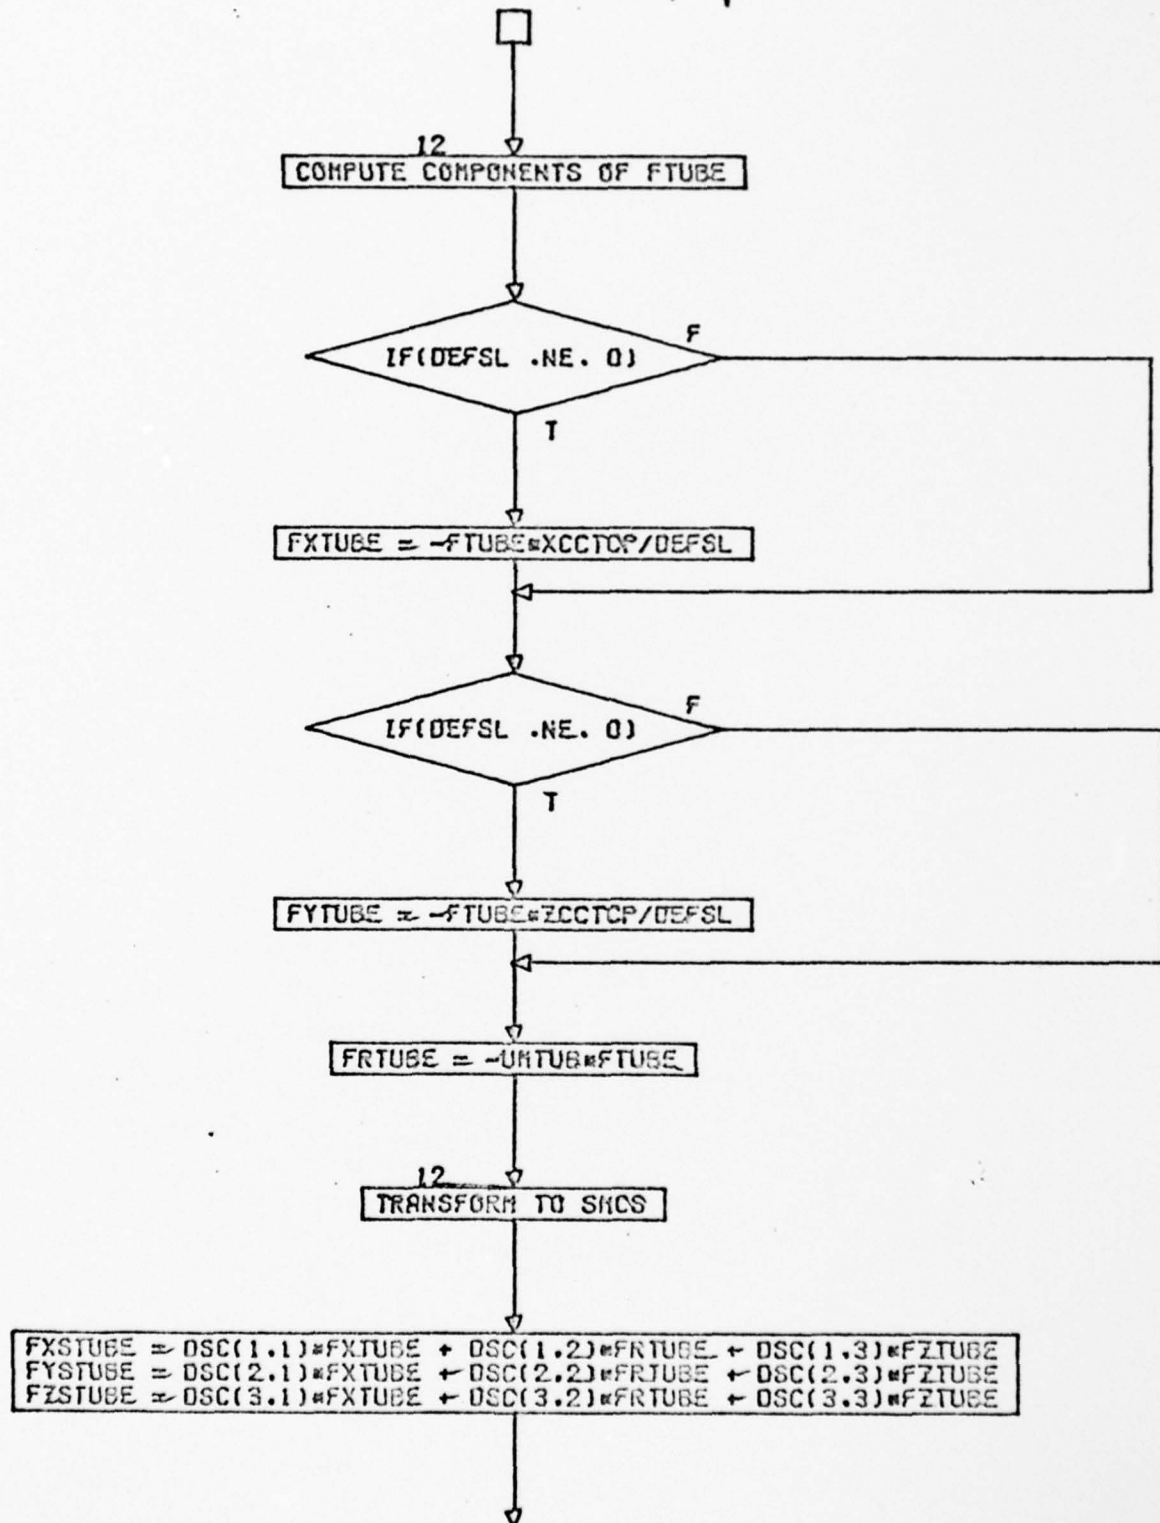 12
COMPUTE COMPONENTS OF FTUBE
F
IF(DEFSL .NE. 0)
T
FXTUBE = -FTUBE*XCCTCP/DEFSL
F
IF(DEFSL .NE. 0)
T
FYTUBE = -FTUBE*ZCCTCP/DEFSL
FRTUBE = -UMTUB*FTUBE
12
TRANSFORM TO SMCS
FXSTUBE = DSC(1,1)*FXTUBE + DSC(1,2)*FRTUBE + DSC(1,3)*FZTUBE
FYSTUBE = DSC(2,1)*FXTUBE + DSC(2,2)*FRTUBE + DSC(2,3)*FZTUBE
FZSTUBE = DSC(3,1)*FXTUBE + DSC(3,2)*FRTUBE + DSC(3,3)*FZTUBE